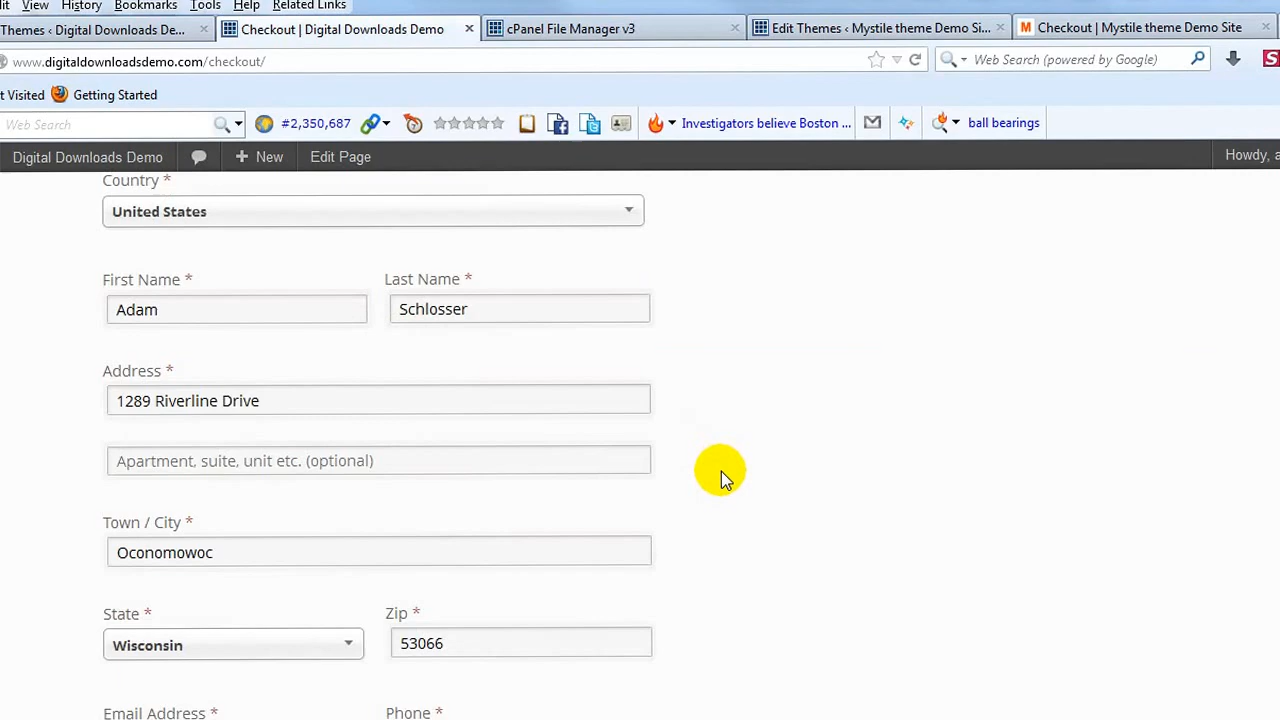 it View History Bookmarks Tools Help Related Links
Themes ‹ Digital Downloads De... × Checkout | Digital Downloads Demo × cPanel File Manager v3 × Edit Themes ‹ Mystile theme Demo Si... × M Checkout | Mystile theme Demo Site ×
www.digitaldownloadsdemo.com/checkout/ Web Search (powered by Google) S
t Visited Getting Started
Web Search #2,350,687 Investigators believe Boston ... ball bearings
Digital Downloads Demo + New Edit Page Howdy, a
Country *
United States
First Name * Last Name *
Adam Schlosser
Address *
1289 Riverline Drive
Apartment, suite, unit etc. (optional)
Town / City *
Oconomowoc
State * Zip *
Wisconsin 53066
Email Address * Phone *